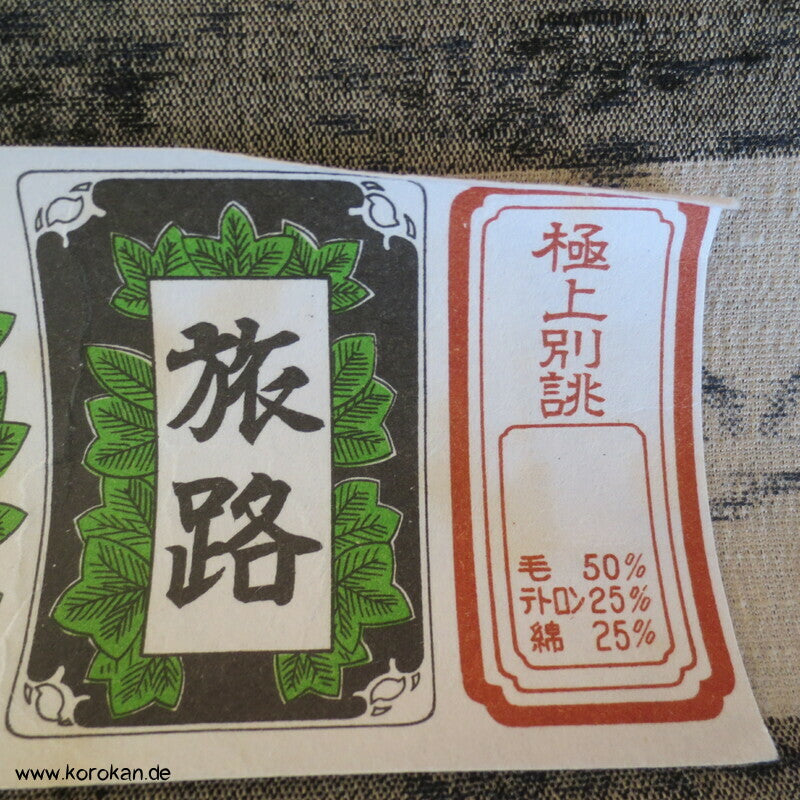 旅路
極上別誂
毛 50%
テトロン25%
綿 25%
www.korokan.de